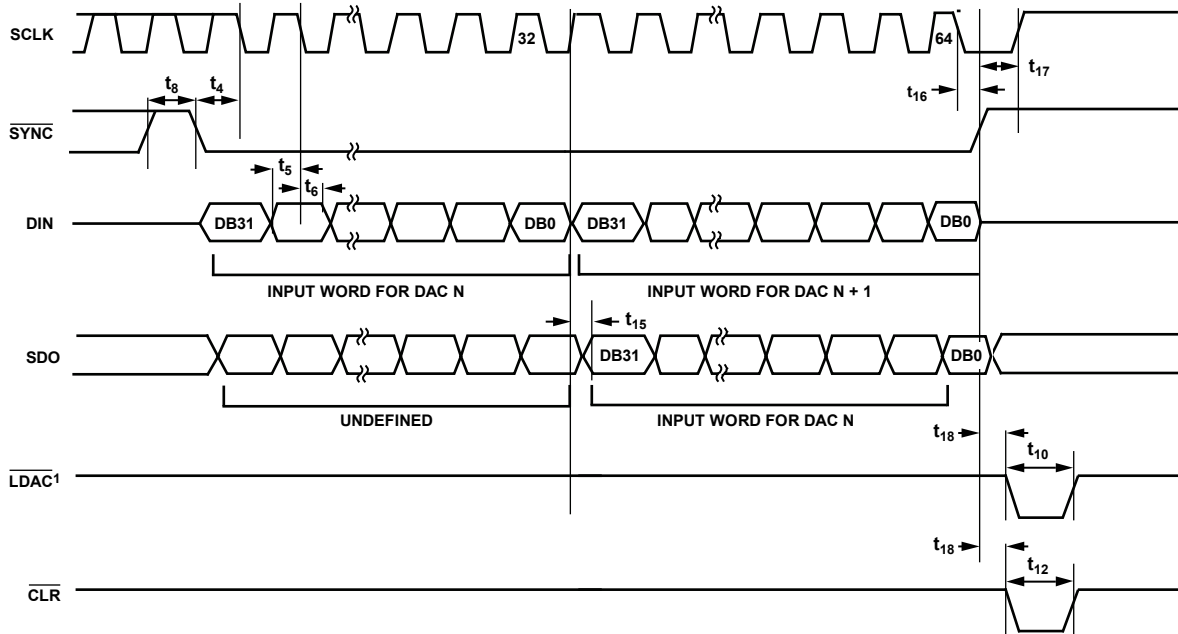 SCLK
32
64
t17
t16
t8
t4
SYNC
t5
t6
DIN
DB31
DB0
DB31
DB0
INPUT WORD FOR DAC N
INPUT WORD FOR DAC N + 1
t15
SDO
DB31
DB0
UNDEFINED
INPUT WORD FOR DAC N
t18
t10
LDAC1
t18
t12
CLR